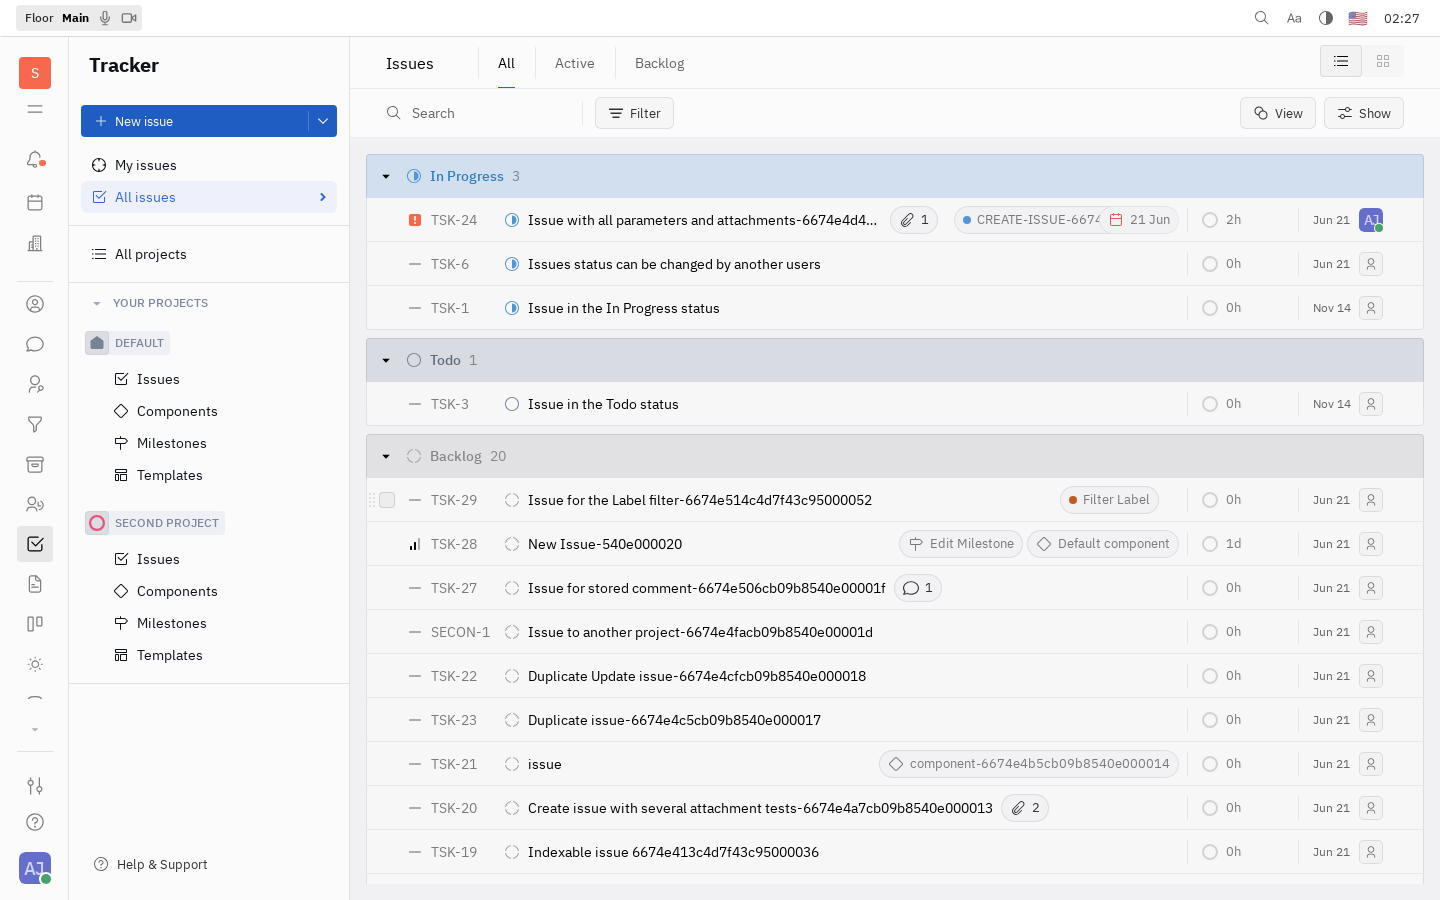 Floor Main
Aa
02:27
S
Tracker
New issue
My issues
All issues
All projects
YOUR PROJECTS
DEFAULT
Issues
Components
Milestones
Templates
SECOND PROJECT
Issues
Components
Milestones
Templates
Help & Support
AJ
Issues All Active Backlog
Search Filter View Show
In Progress 3
TSK-24 Issue with all parameters and attachments-6674e4d4... 1 CREATE-ISSUE-6674 21 Jun 2h Jun 21 AJ
TSK-6 Issues status can be changed by another users 0h Jun 21
TSK-1 Issue in the In Progress status 0h Nov 14
Todo 1
TSK-3 Issue in the Todo status 0h Nov 14
Backlog 20
TSK-29 Issue for the Label filter-6674e514c4d7f43c95000052 Filter Label 0h Jun 21
TSK-28 New Issue-540e000020 Edit Milestone Default component 1d Jun 21
TSK-27 Issue for stored comment-6674e506cb09b8540e00001f 1 0h Jun 21
SECON-1 Issue to another project-6674e4facb09b8540e00001d 0h Jun 21
TSK-22 Duplicate Update issue-6674e4cfcb09b8540e000018 0h Jun 21
TSK-23 Duplicate issue-6674e4c5cb09b8540e000017 0h Jun 21
TSK-21 issue component-6674e4b5cb09b8540e000014 0h Jun 21
TSK-20 Create issue with several attachment tests-6674e4a7cb09b8540e000013 2 0h Jun 21
TSK-19 Indexable issue 6674e413c4d7f43c95000036 0h Jun 21